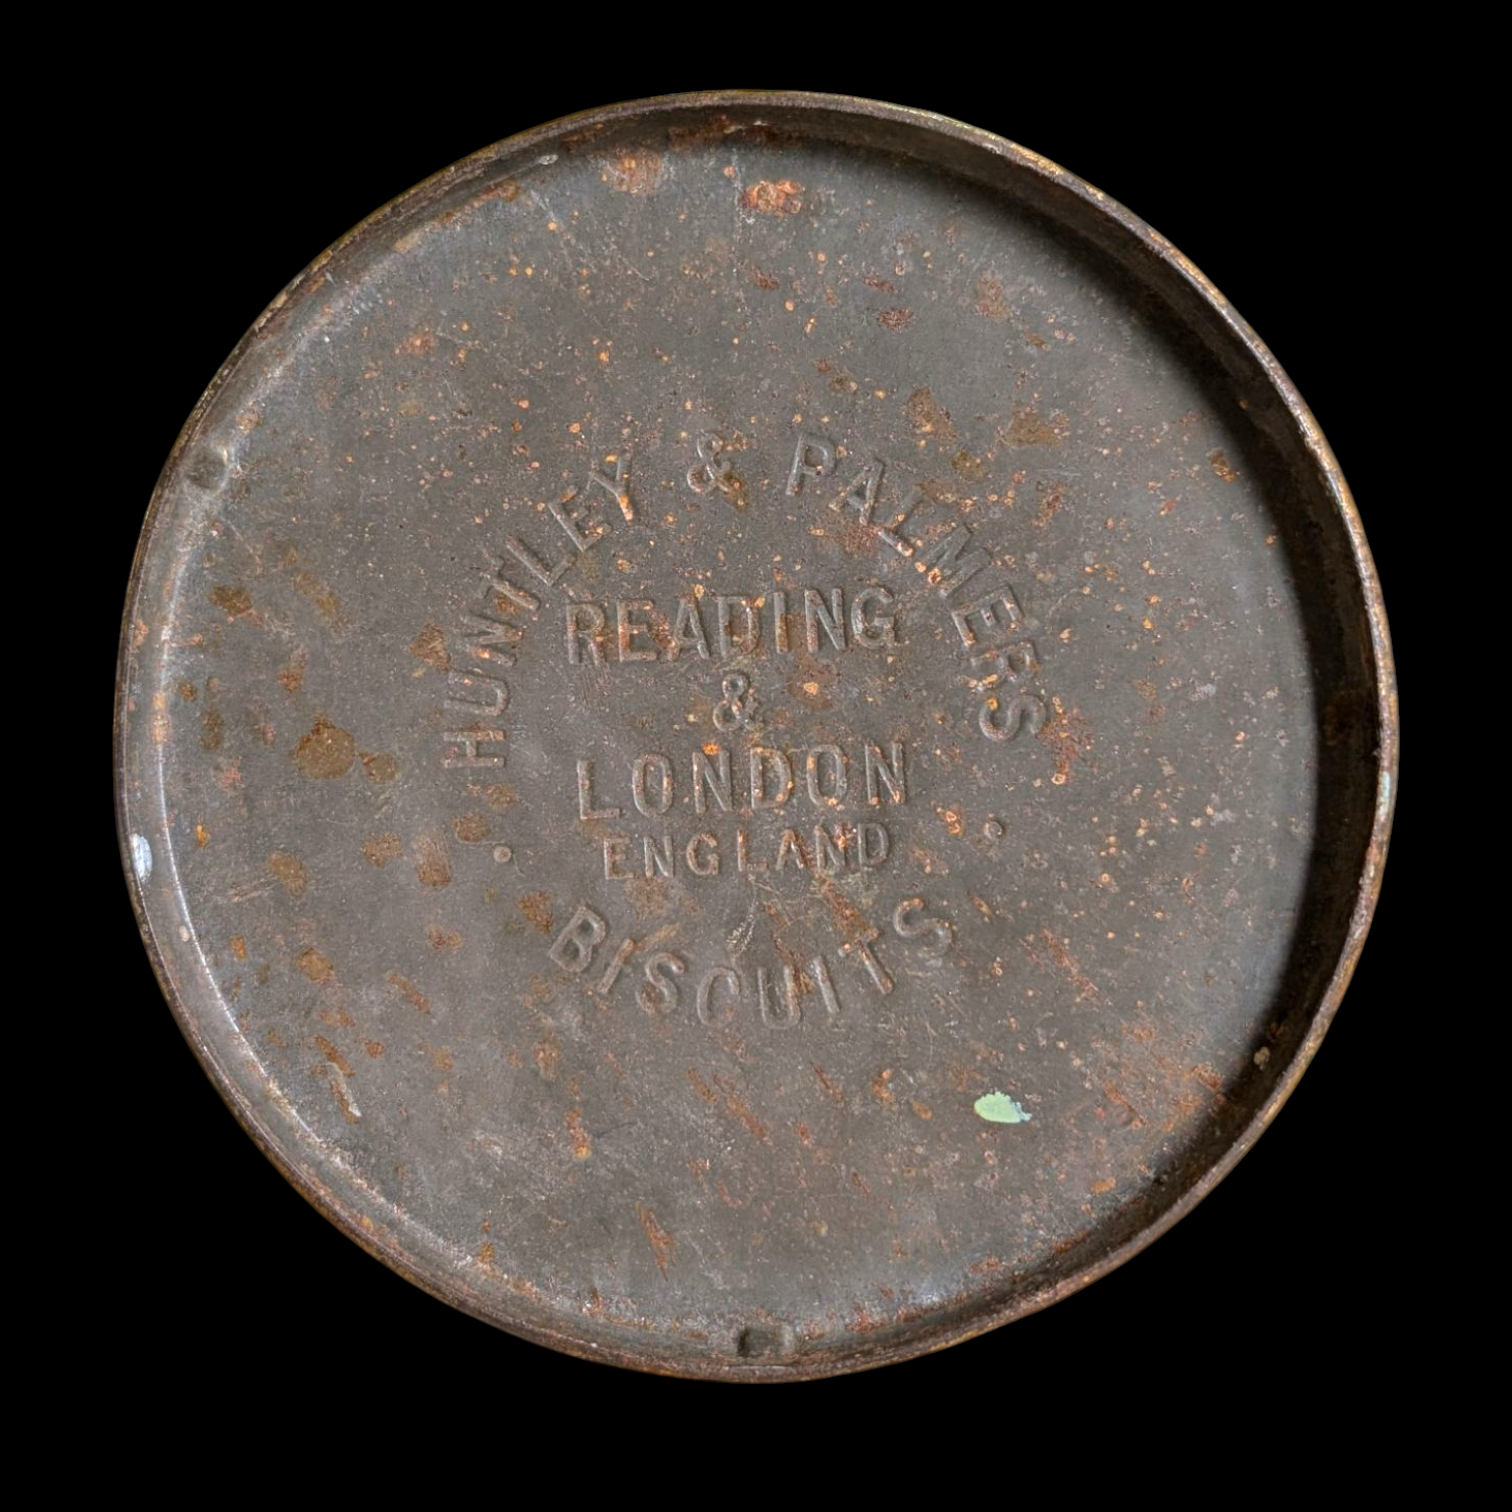 HUNTLEY & PALMERS
READING
&
LONDON
ENGLAND
BISCUITS